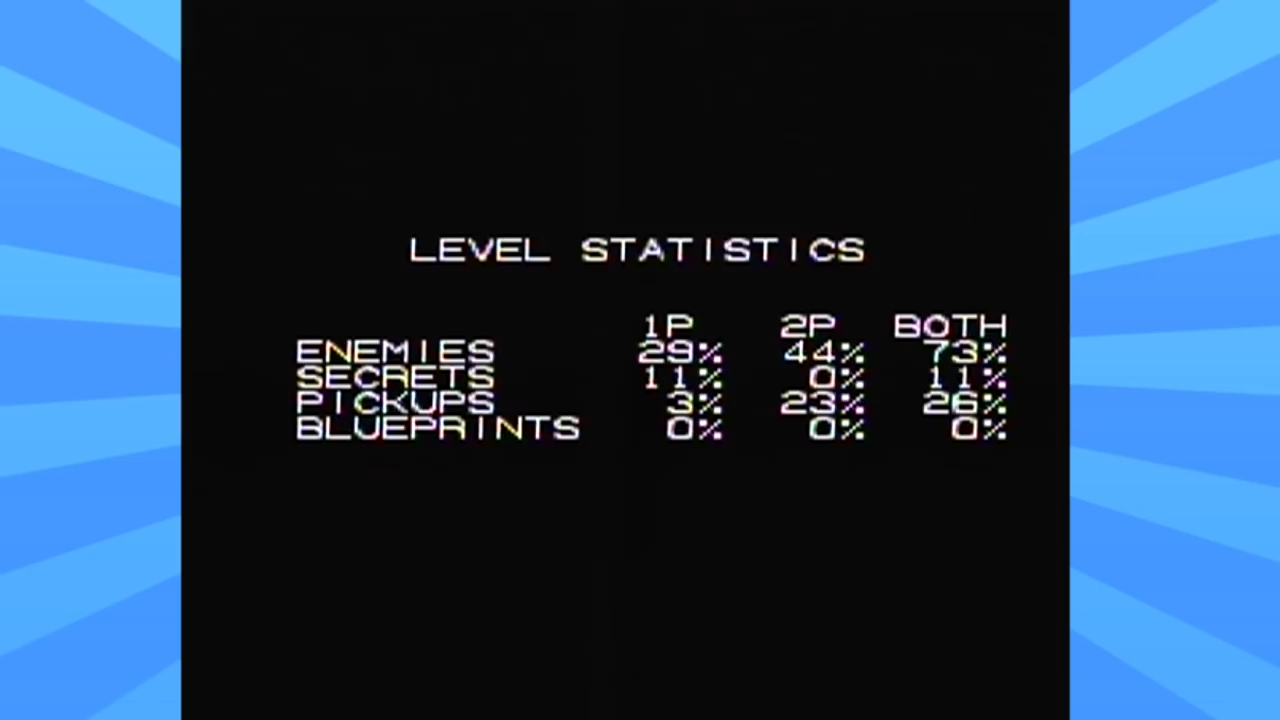 LEVEL STATISTICS
1P 2P BOTH
ENEMIES 29% 44% 73%
SECRETS 11% 0% 11%
PICKUPS 3% 23% 26%
BLUEPRINTS 0% 0% 0%